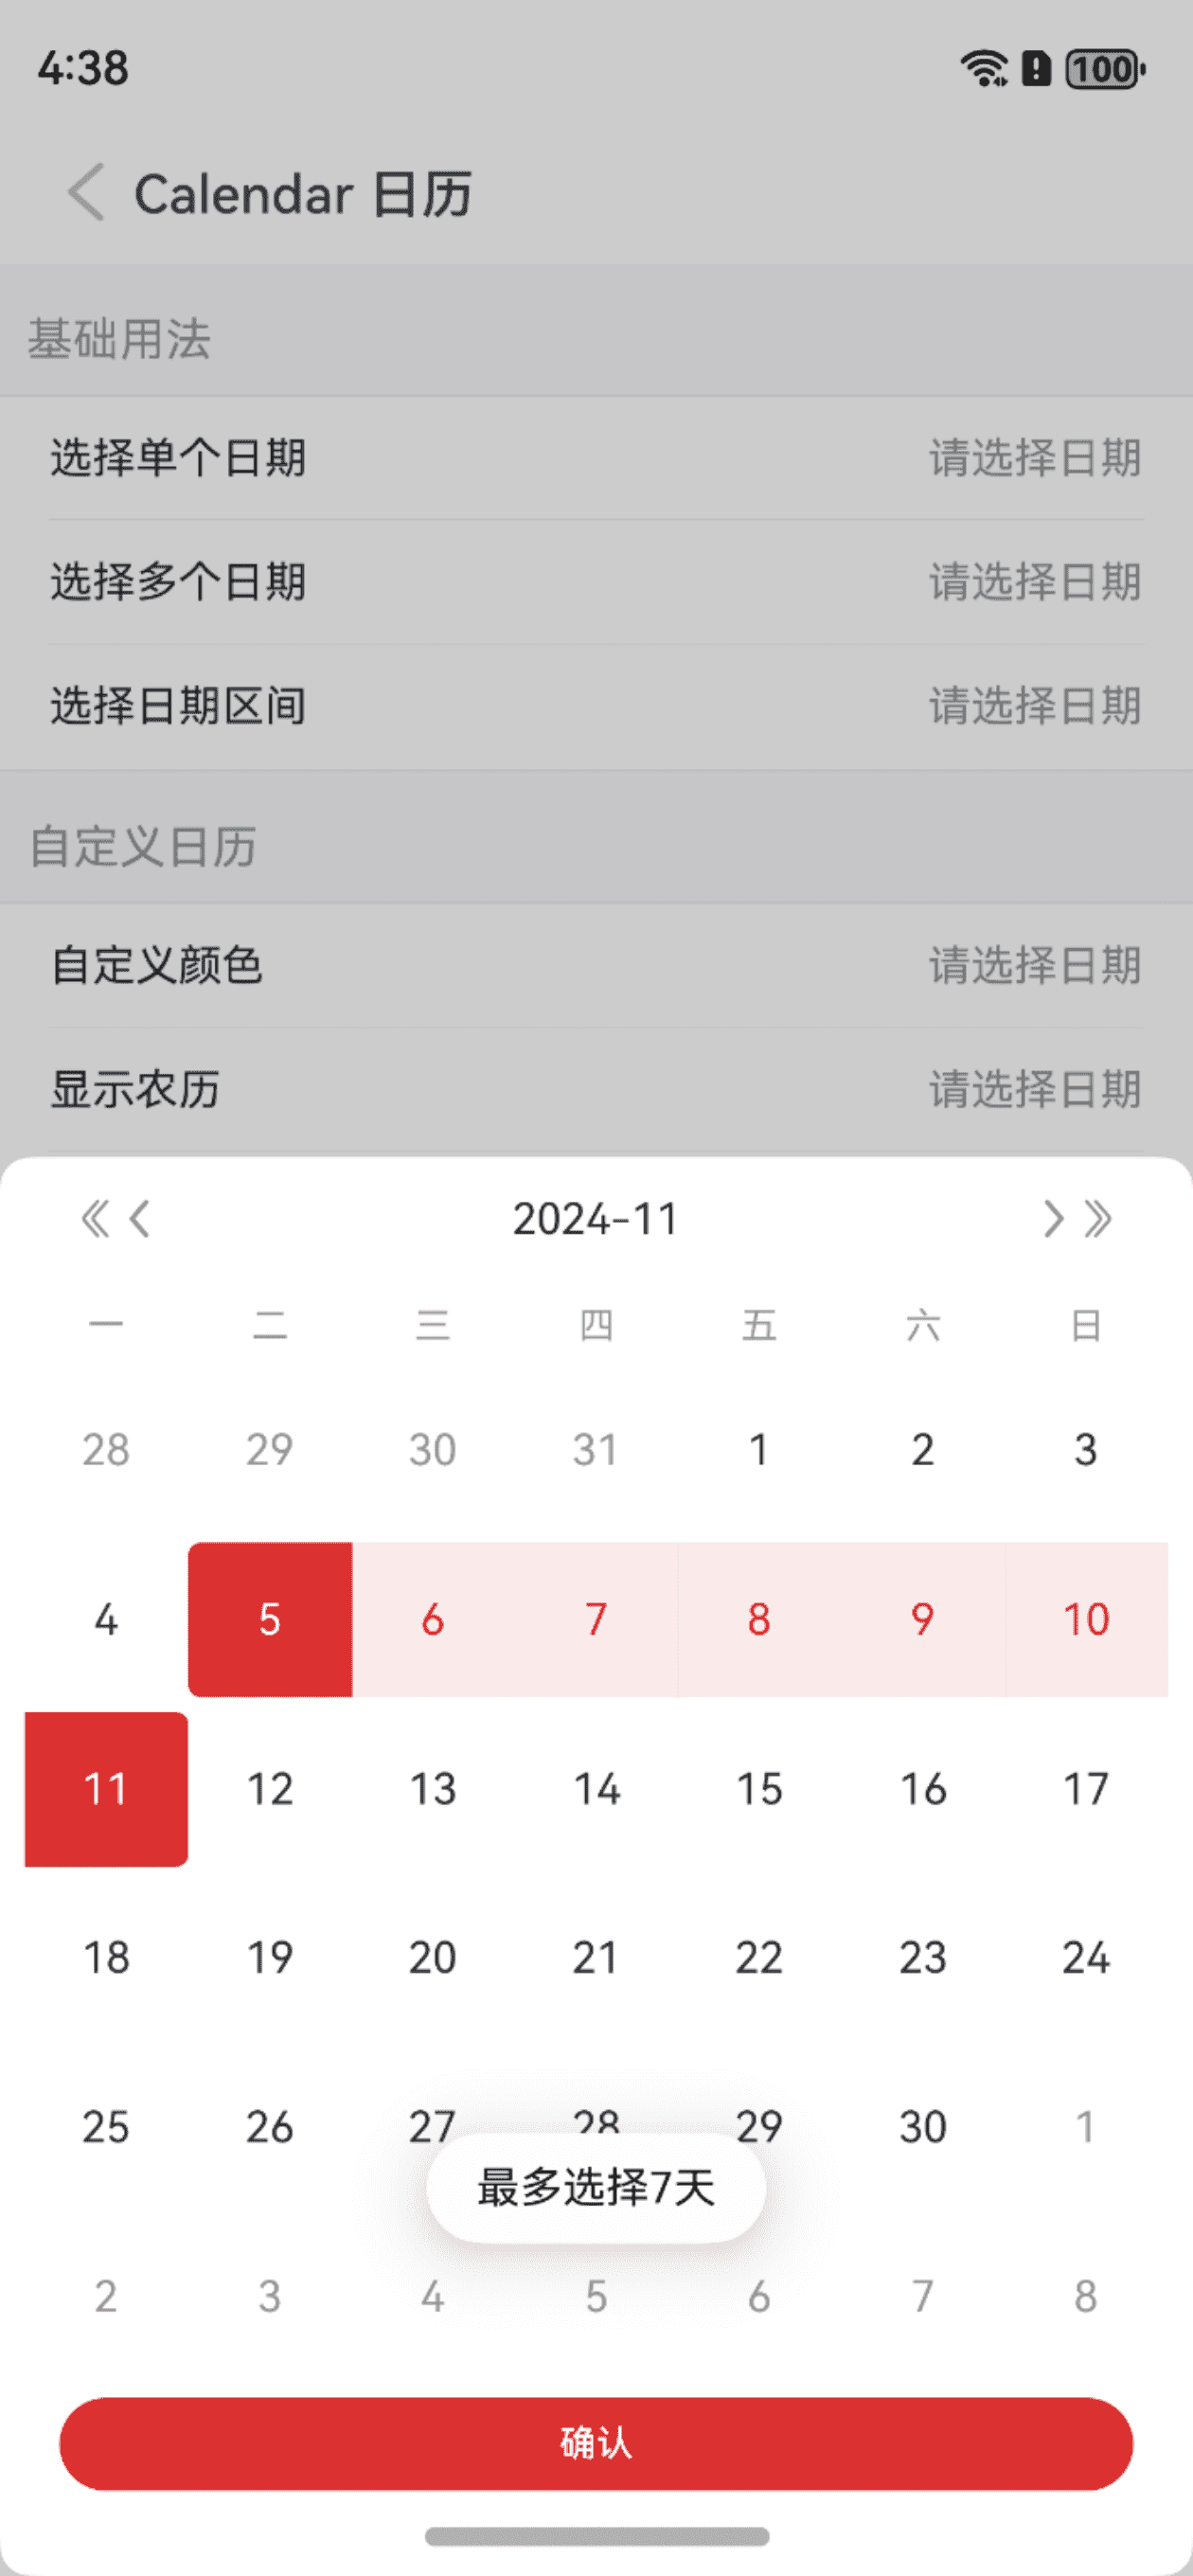 4:38
100
Calendar 日历
基础用法
选择单个日期 请选择日期
选择多个日期 请选择日期
选择日期区间 请选择日期
自定义日历
自定义颜色 请选择日期
显示农历 请选择日期
2024-11
一 二 三 四 五 六 日
28 29 30 31 1 2 3
4 5 6 7 8 9 10
11 12 13 14 15 16 17
18 19 20 21 22 23 24
25 26 27 28 29 30 1
最多选择7天
2 3 4 5 6 7 8
确认